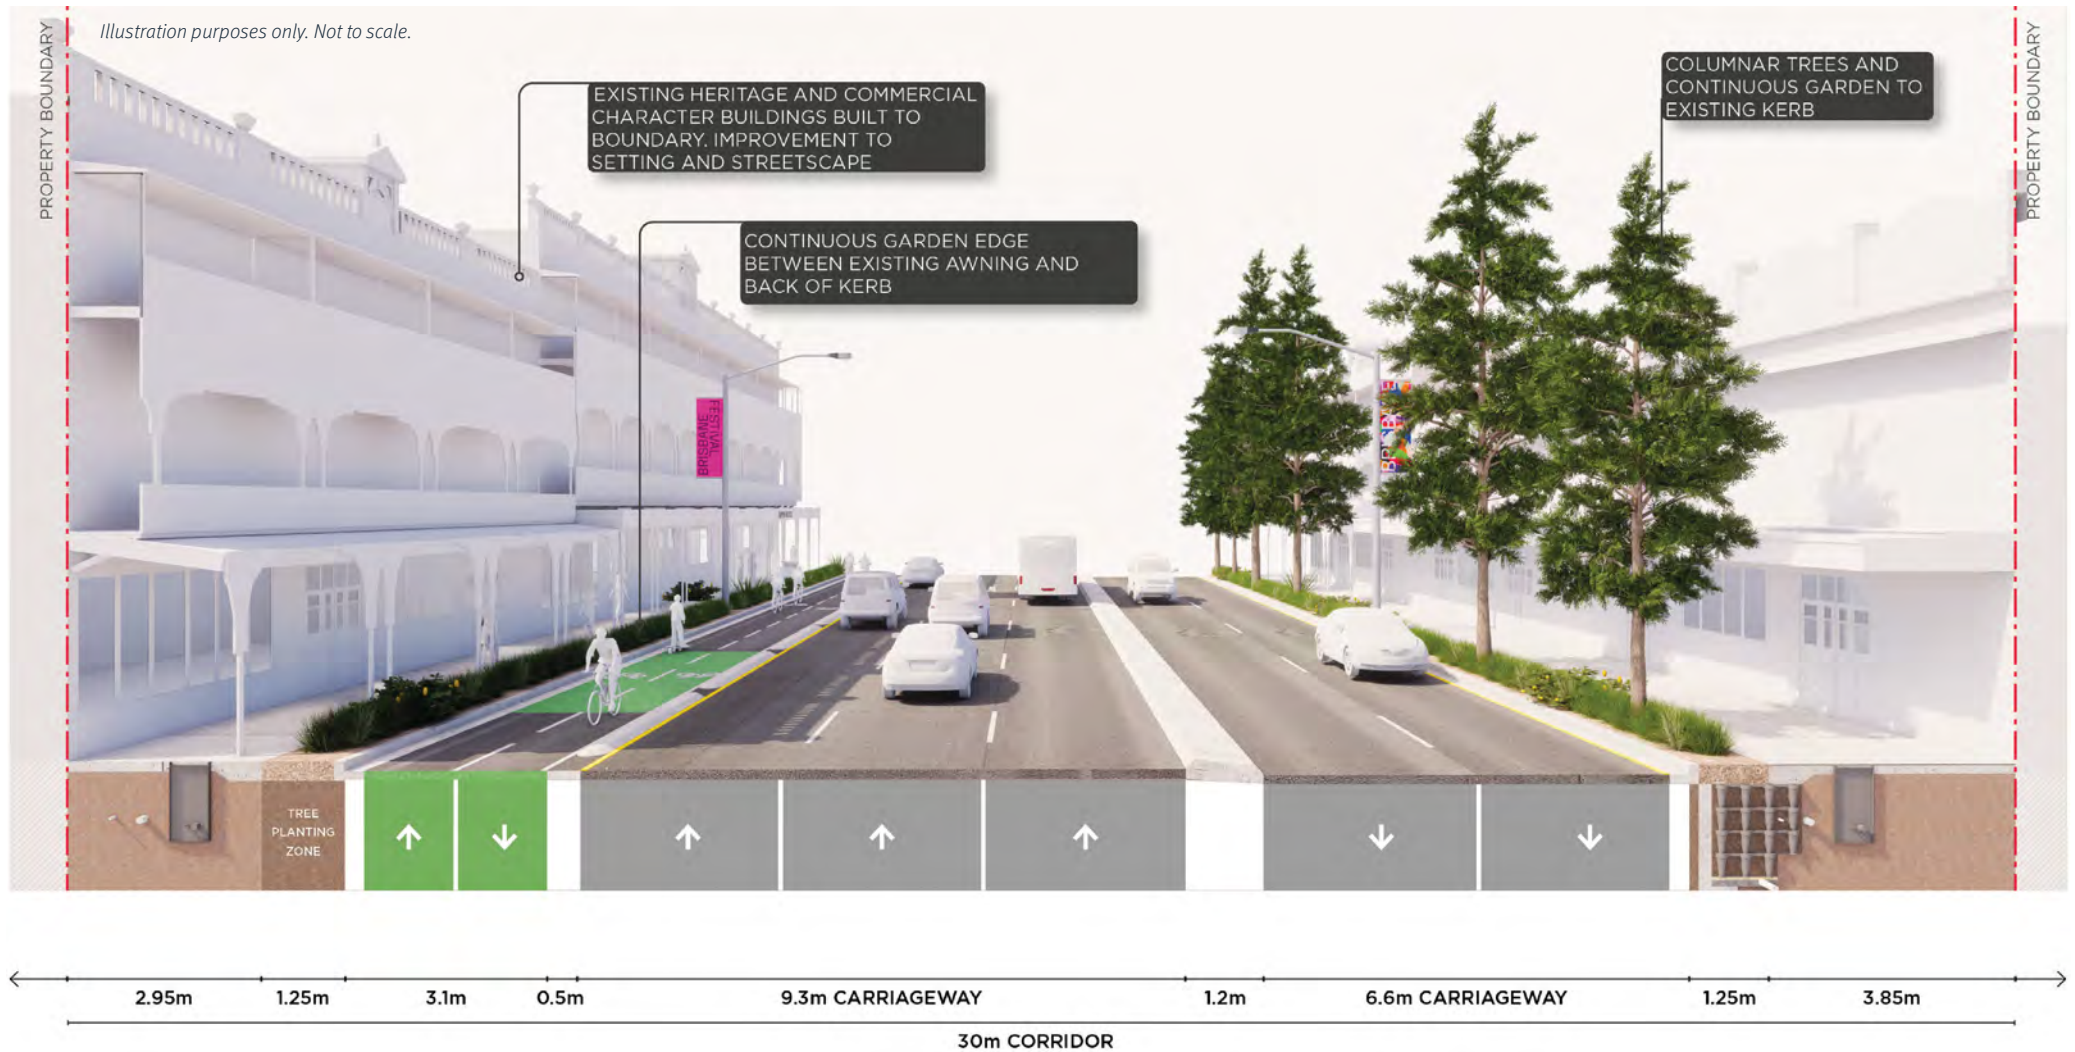 PROPERTY BOUNDARY
Illustration purposes only. Not to scale.
EXISTING HERITAGE AND COMMERCIAL
CHARACTER BUILDINGS BUILT TO
BOUNDARY. IMPROVEMENT TO
SETTING AND STREETSCAPE
COLUMNAR TREES AND
CONTINUOUS GARDEN TO
EXISTING KERB
PROPERTY BOUNDARY
CONTINUOUS GARDEN EDGE
BETWEEN EXISTING AWNING AND
BACK OF KERB
BRISBANE
FESTIVAL
TREE
PLANTING
ZONE
2.95m
1.25m
3.1m
0.5m
9.3m CARRIAGEWAY
1.2m
6.6m CARRIAGEWAY
1.25m
3.85m
30m CORRIDOR